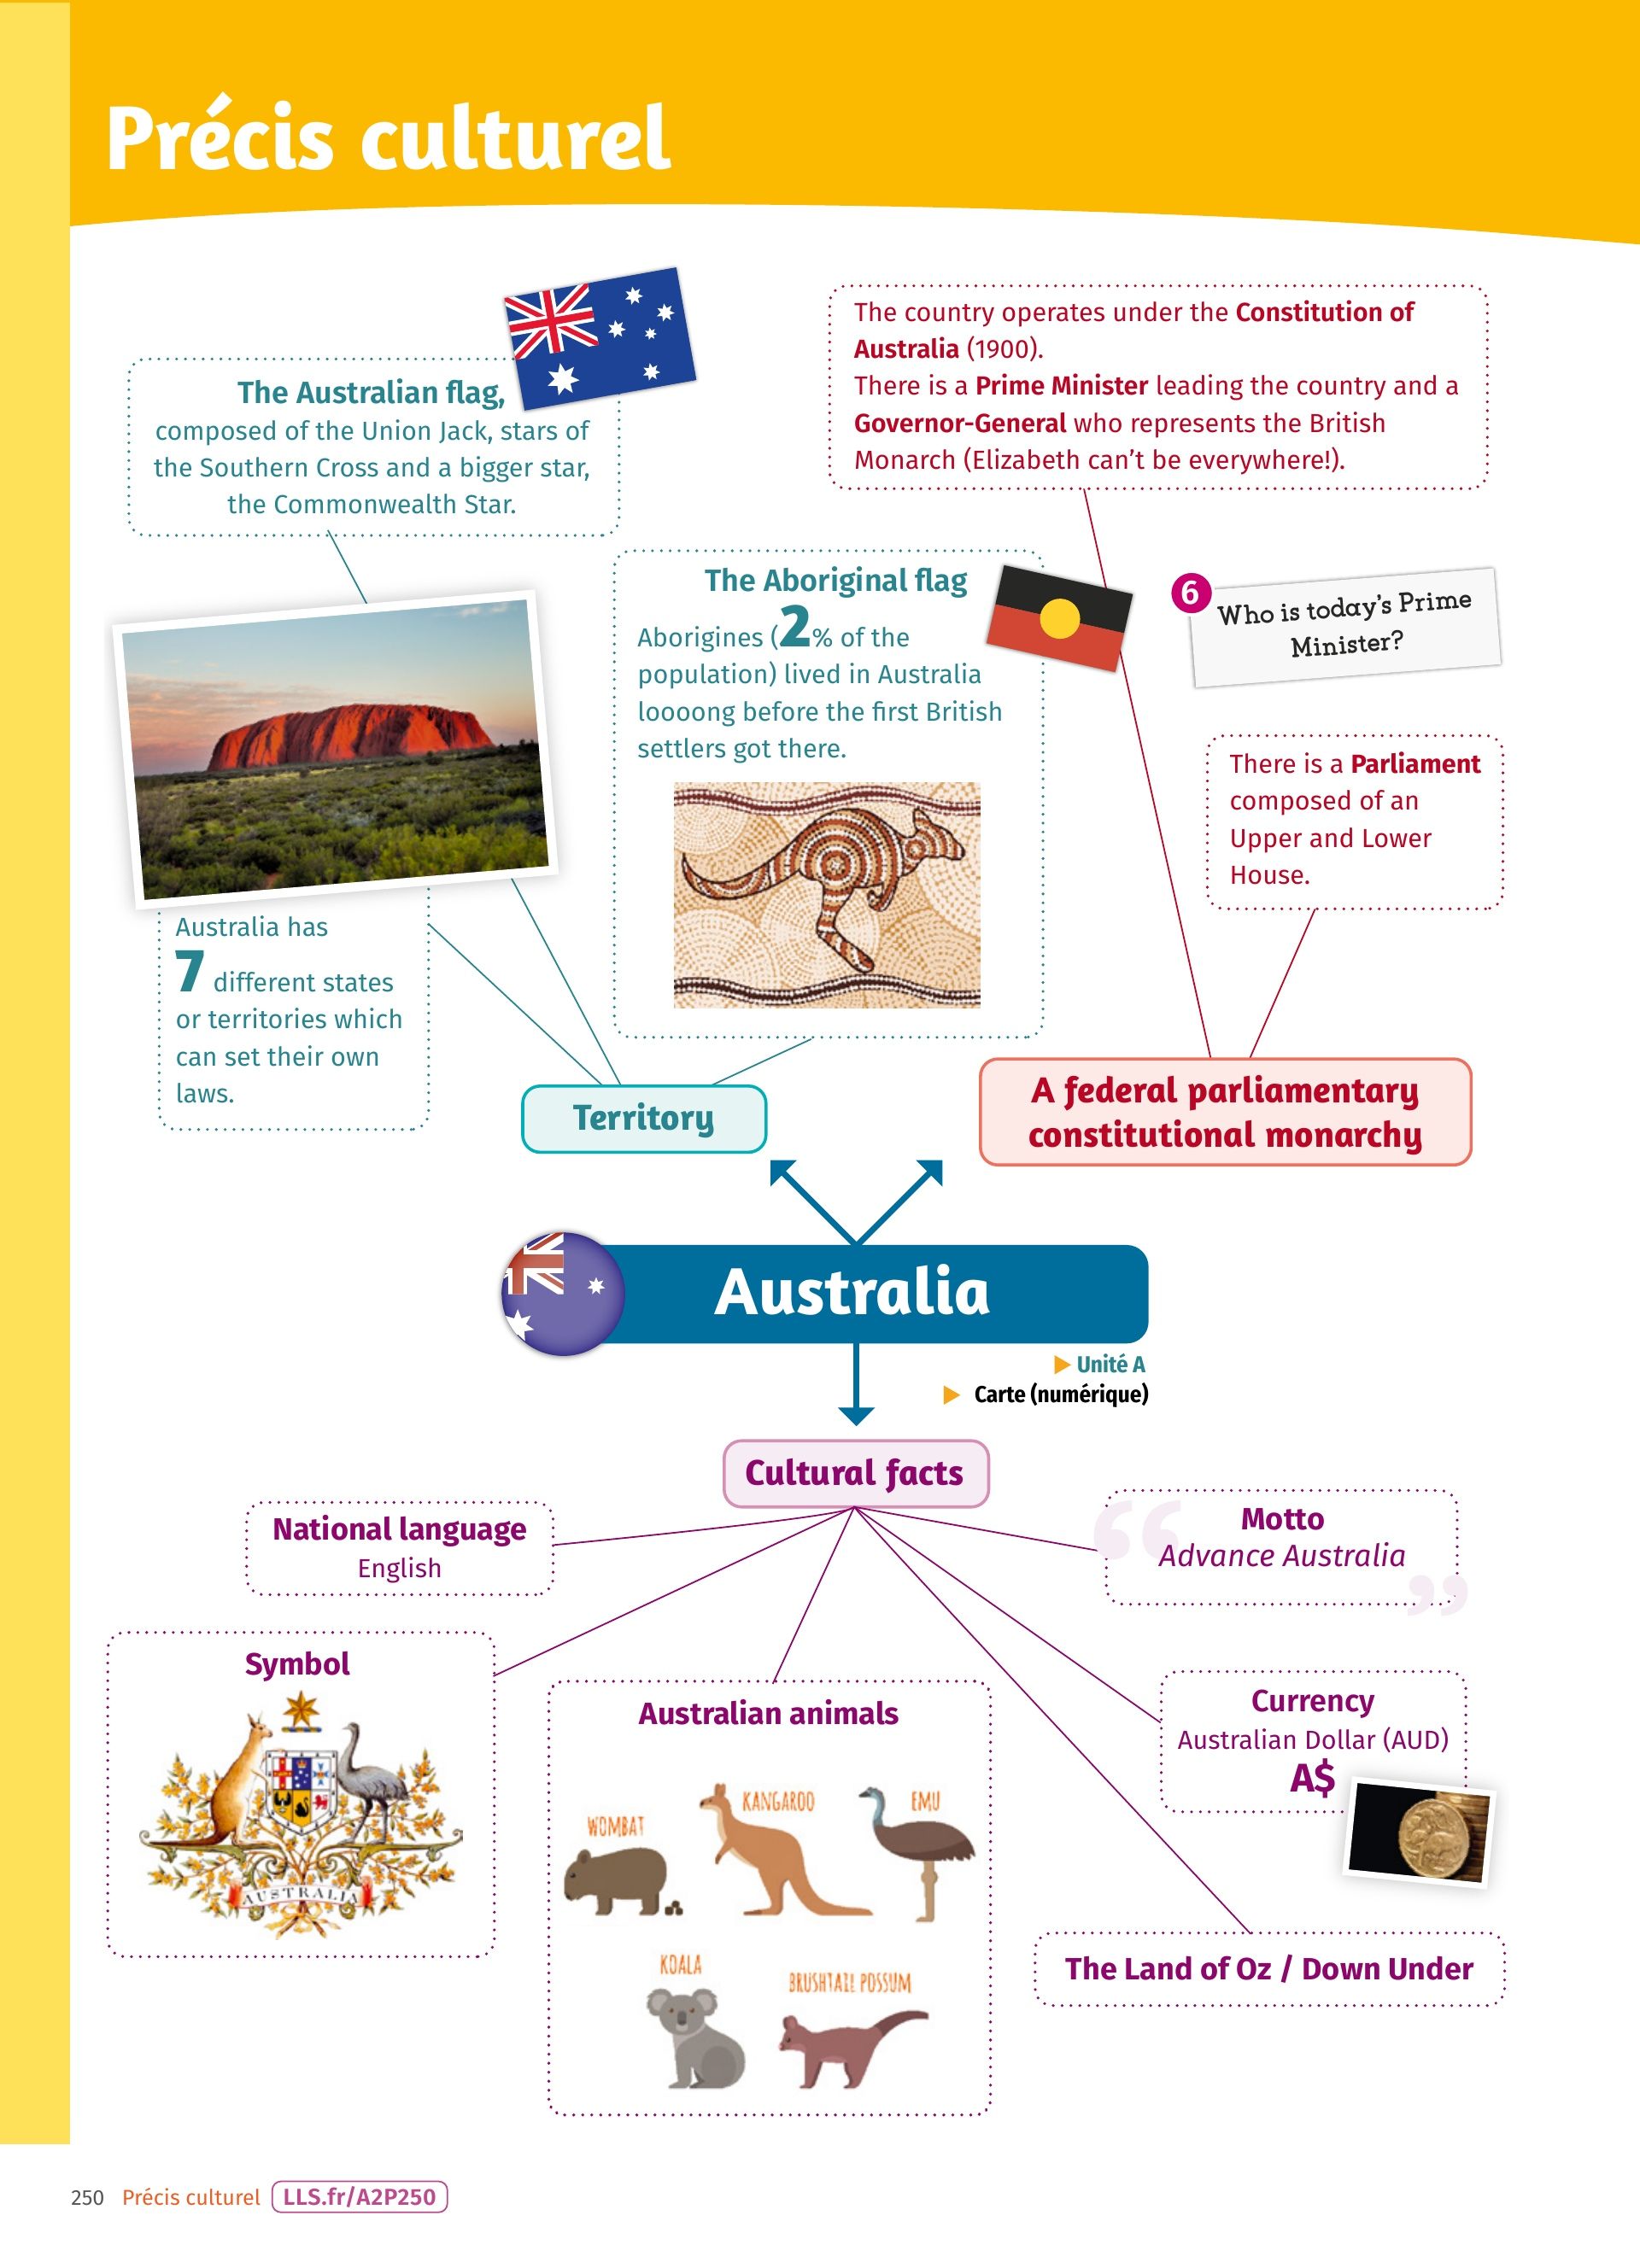 Précis culturel
The Australian flag,
composed of the Union Jack, stars of
the Southern Cross and a bigger star,
the Commonwealth Star.
The country operates under the Constitution of
Australia (1900).
There is a Prime Minister leading the country and a
Governor-General who represents the British
Monarch (Elizabeth can't be everywhere!).
The Aboriginal flag
Aborigines (2% of the
population) lived in Australia
loooong before the first British
settlers got there.
6
Who is today's Prime
Minister?
There is a Parliament
composed of an
Upper and Lower
House.
Australia has
7 different states
or territories which
can set their own
laws.
Territory
A federal parliamentary
constitutional monarchy
Australia
Unité A
Carte (numérique)
Cultural facts
National language
English
“
Motto
Advance Australia
”
Symbol
AUSTRALIA
Australian animals
WOMBAT
KANGAROO
EMU
KOALA
BRUSHTAIL POSSUM
Currency
Australian Dollar (AUD)
A$
The Land of Oz / Down Under
250 Précis culturel LLS.fr/A2P250